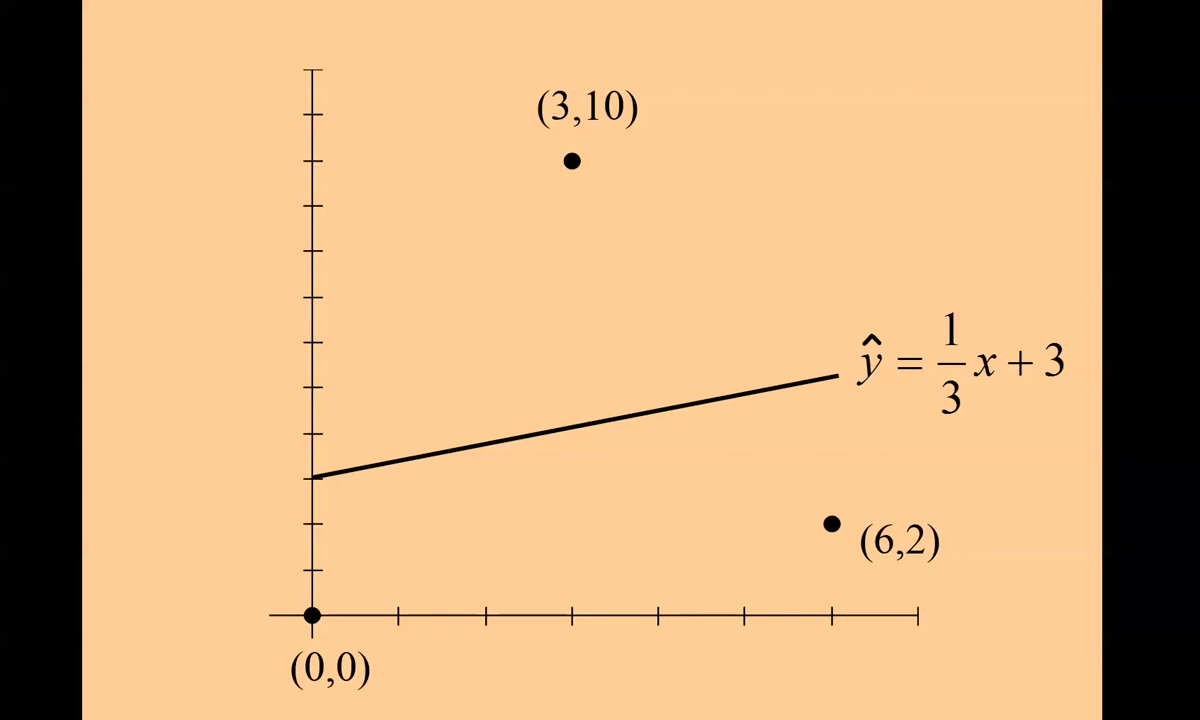 (3,10)
ŷ = 1/3 x + 3
(6,2)
(0,0)